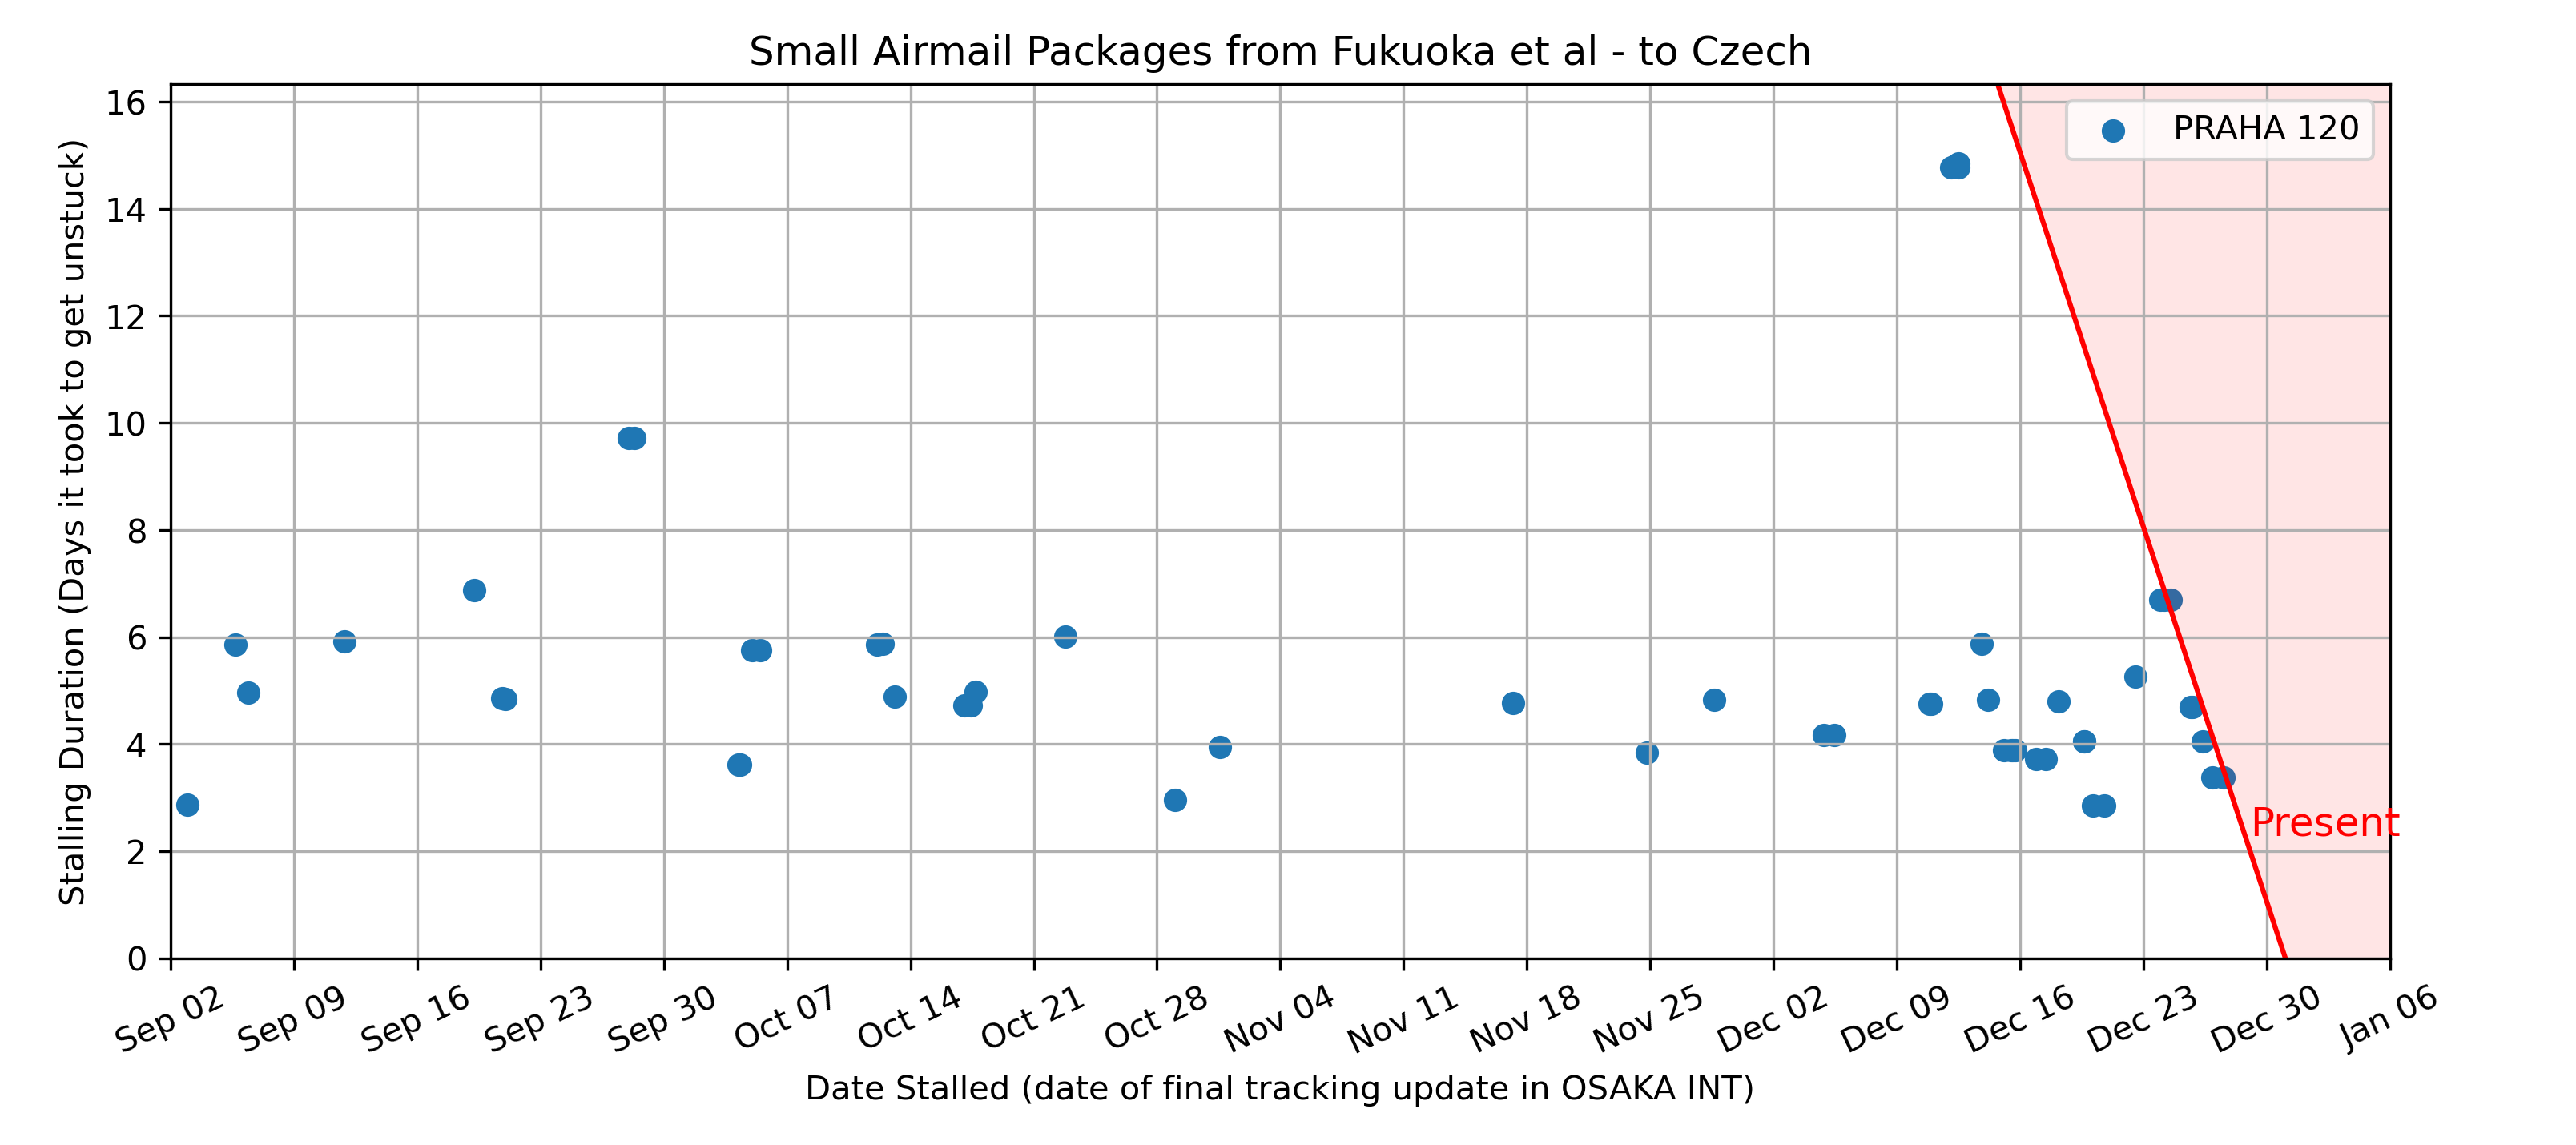 Small Airmail Packages from Fukuoka et al - to Czech
Stalling Duration (Days it took to get unstuck)
16
14
12
10
8
6
4
2
0
PRAHA 120
Present
Sep 02
Sep 09
Sep 16
Sep 23
Sep 30
Oct 07
Oct 14
Oct 21
Oct 28
Nov 04
Nov 11
Nov 18
Nov 25
Dec 02
Dec 09
Dec 16
Dec 23
Dec 30
Jan 06
Date Stalled (date of final tracking update in OSAKA INT)